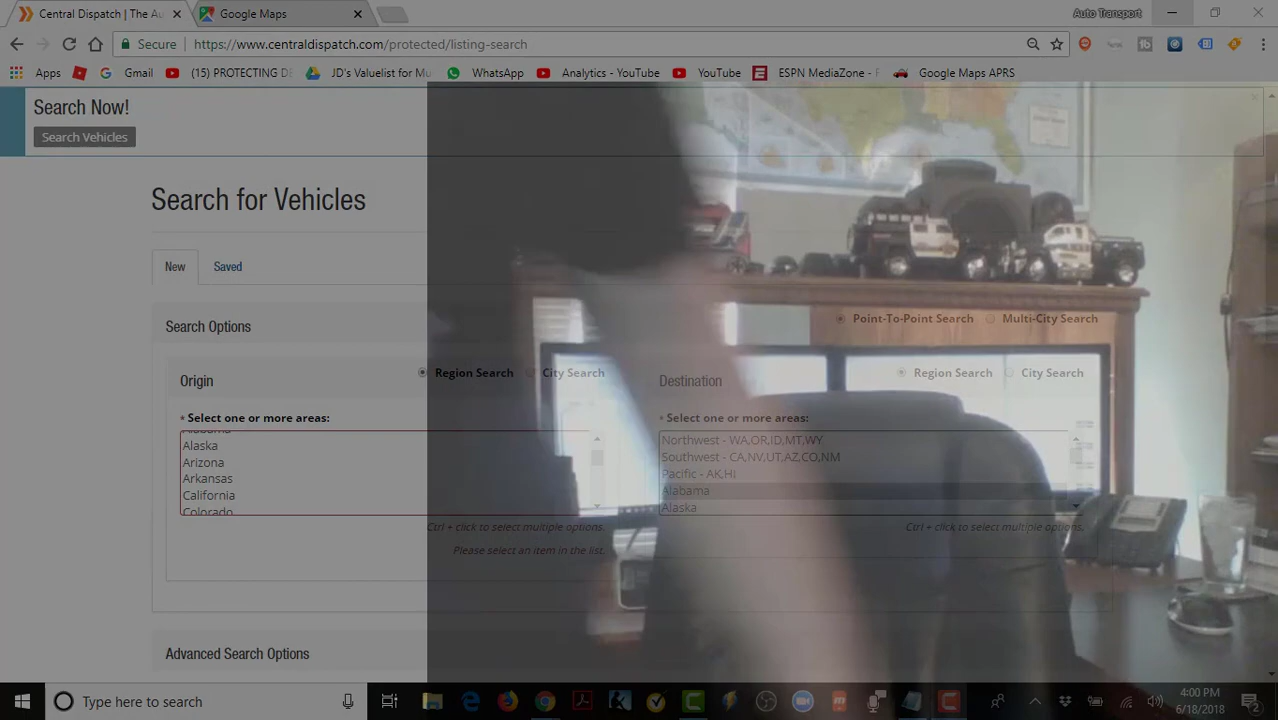 Central Dispatch | The Au
Google Maps
Auto Transport
Secure
https://www.centraldispatch.com/protected/listing-search
Apps
Gmail
(15) PROTECTING DE
JD's Valuelist for Mu
WhatsApp
Analytics - YouTube
YouTube
ESPN MediaZone - F
Google Maps APRS
Search Now!
Search Vehicles
Search for Vehicles
New
Saved
Search Options
Point-To-Point Search
Multi-City Search
Origin
Region Search
City Search
Destination
Region Search
City Search
* Select one or more areas:
* Select one or more areas:
Alabama
Alaska
Arizona
Arkansas
California
Colorado
Northwest - WA,OR,ID,MT,WY
Southwest - CA,NV,UT,AZ,CO,NM
Pacific - AK,HI
Alabama
Alaska
Ctrl + click to select multiple options.
Ctrl + click to select multiple options.
Please select an item in the list.
Advanced Search Options
Type here to search
4:00 PM
6/18/2018